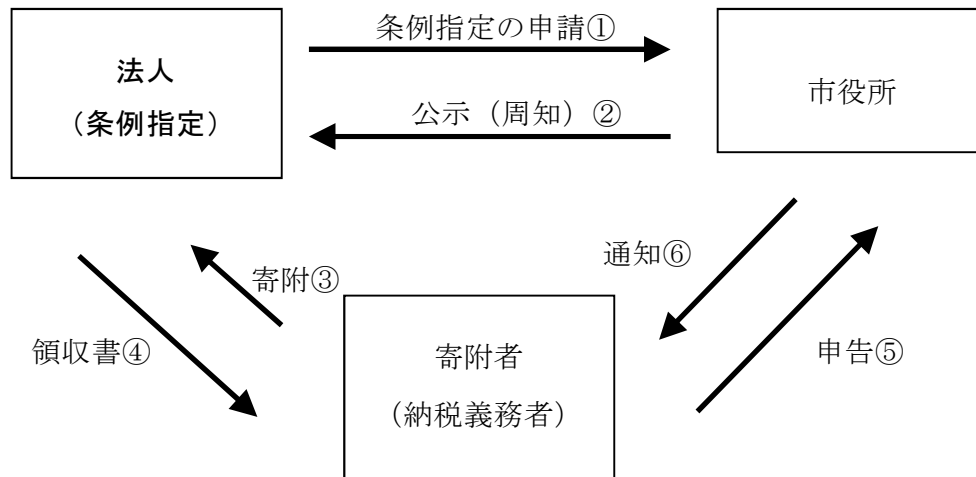 条例指定の申請①
法人
（条例指定）
市役所
公示（周知）②
通知⑥
寄附③
領収書④
寄附者
（納税義務者）
申告⑤